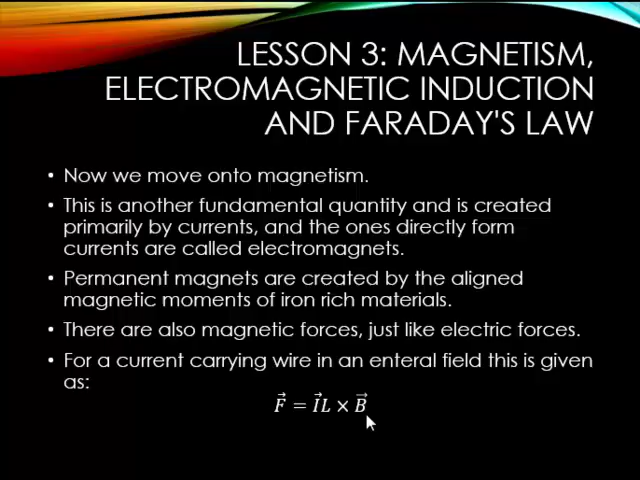 LESSON 3: MAGNETISM,
ELECTROMAGNETIC INDUCTION
AND FARADAY'S LAW
• Now we move onto magnetism.
• This is another fundamental quantity and is created
primarily by currents, and the ones directly form
currents are called electromagnets.
• Permanent magnets are created by the aligned
magnetic moments of iron rich materials.
• There are also magnetic forces, just like electric forces.
• For a current carrying wire in an enteral field this is given
as:
F⃗ = I⃗L × B⃗